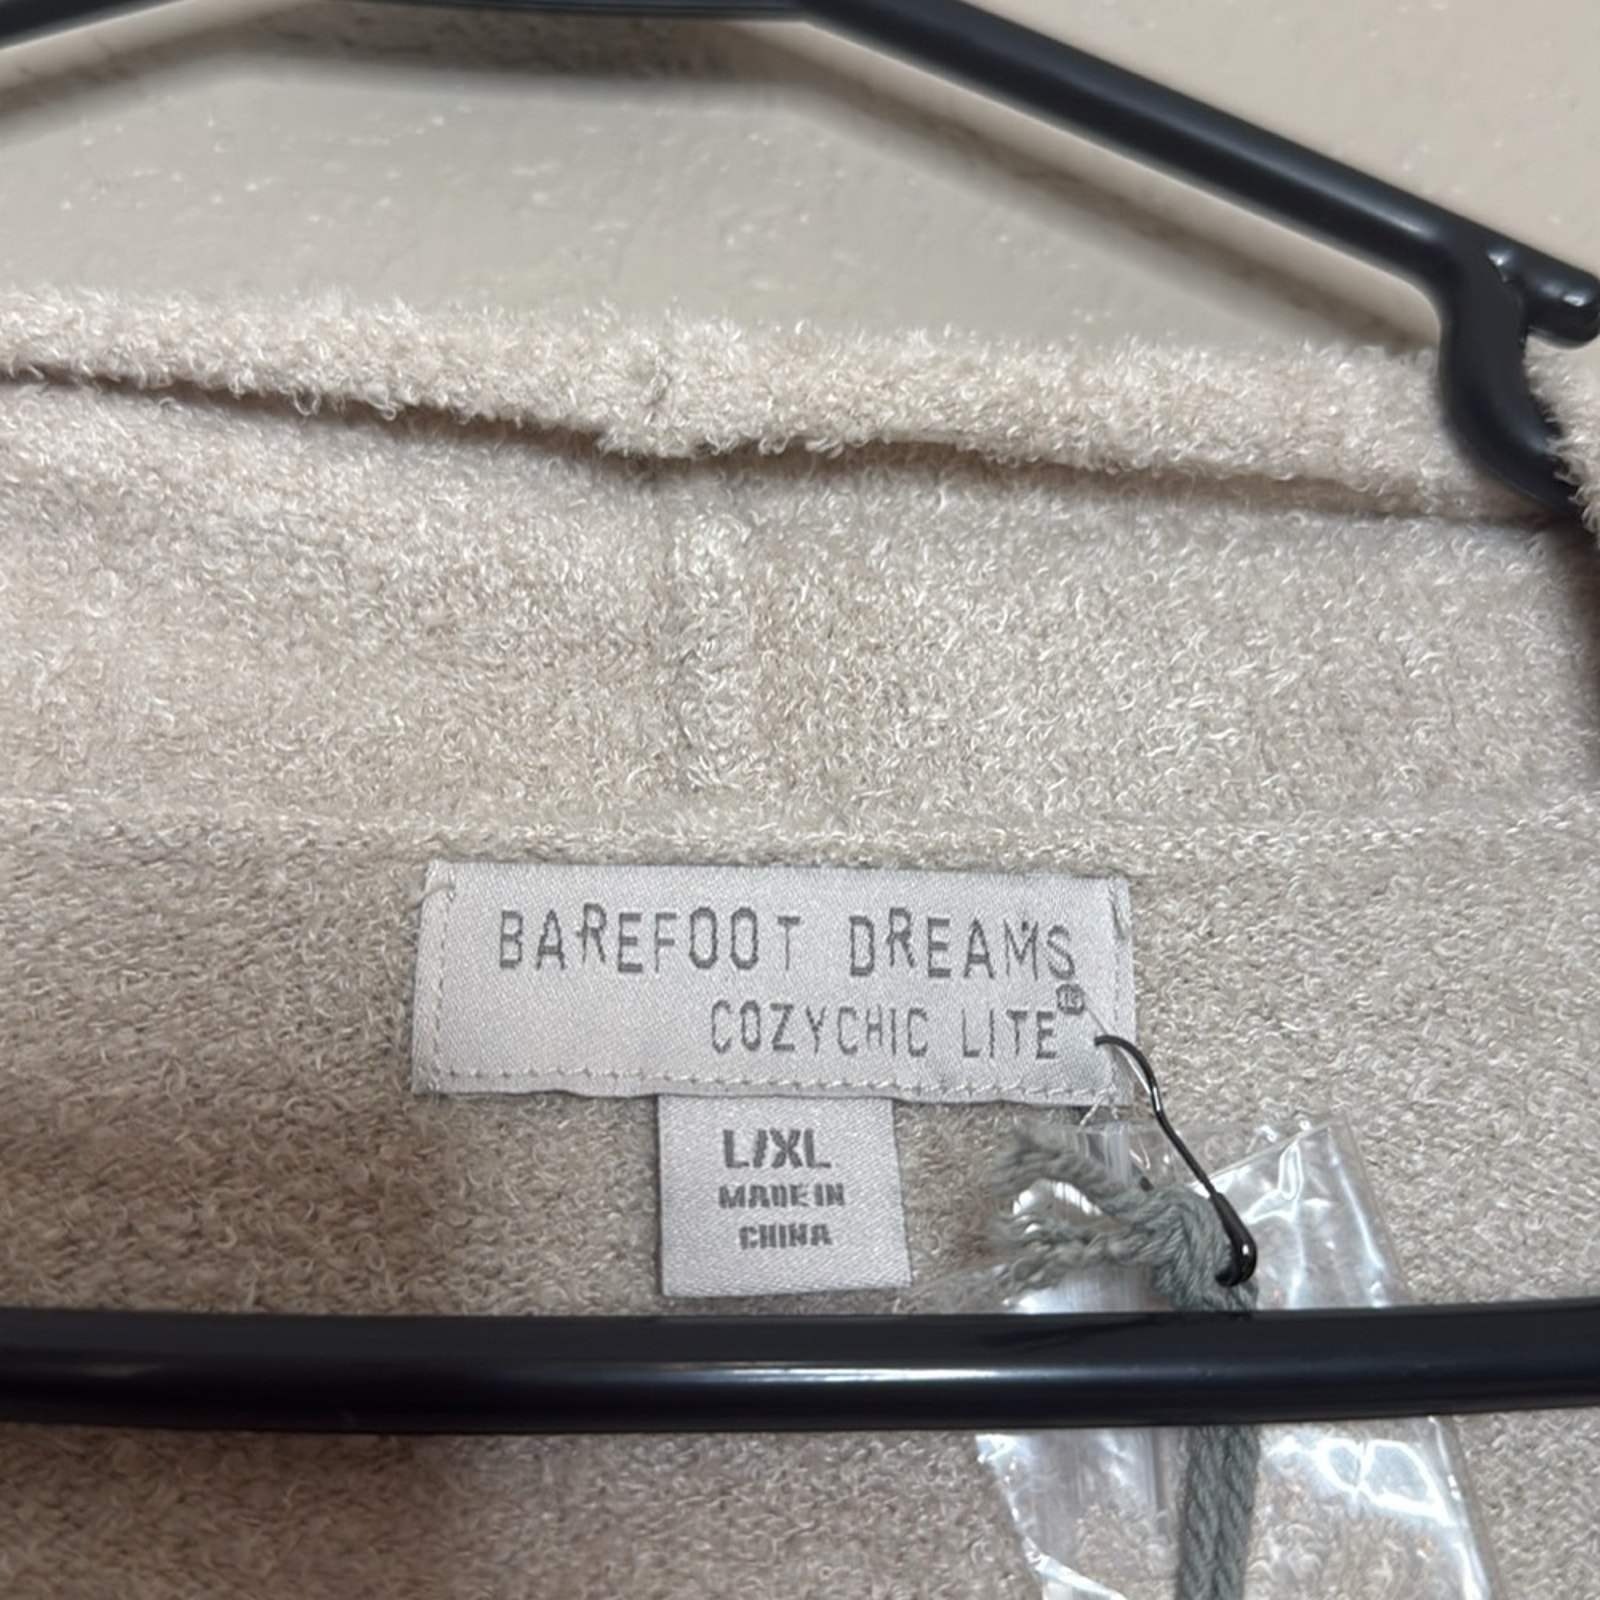 BAREFOOT DREAMS
COZYCHIC LITE®
L/XL
MADE IN
CHINA